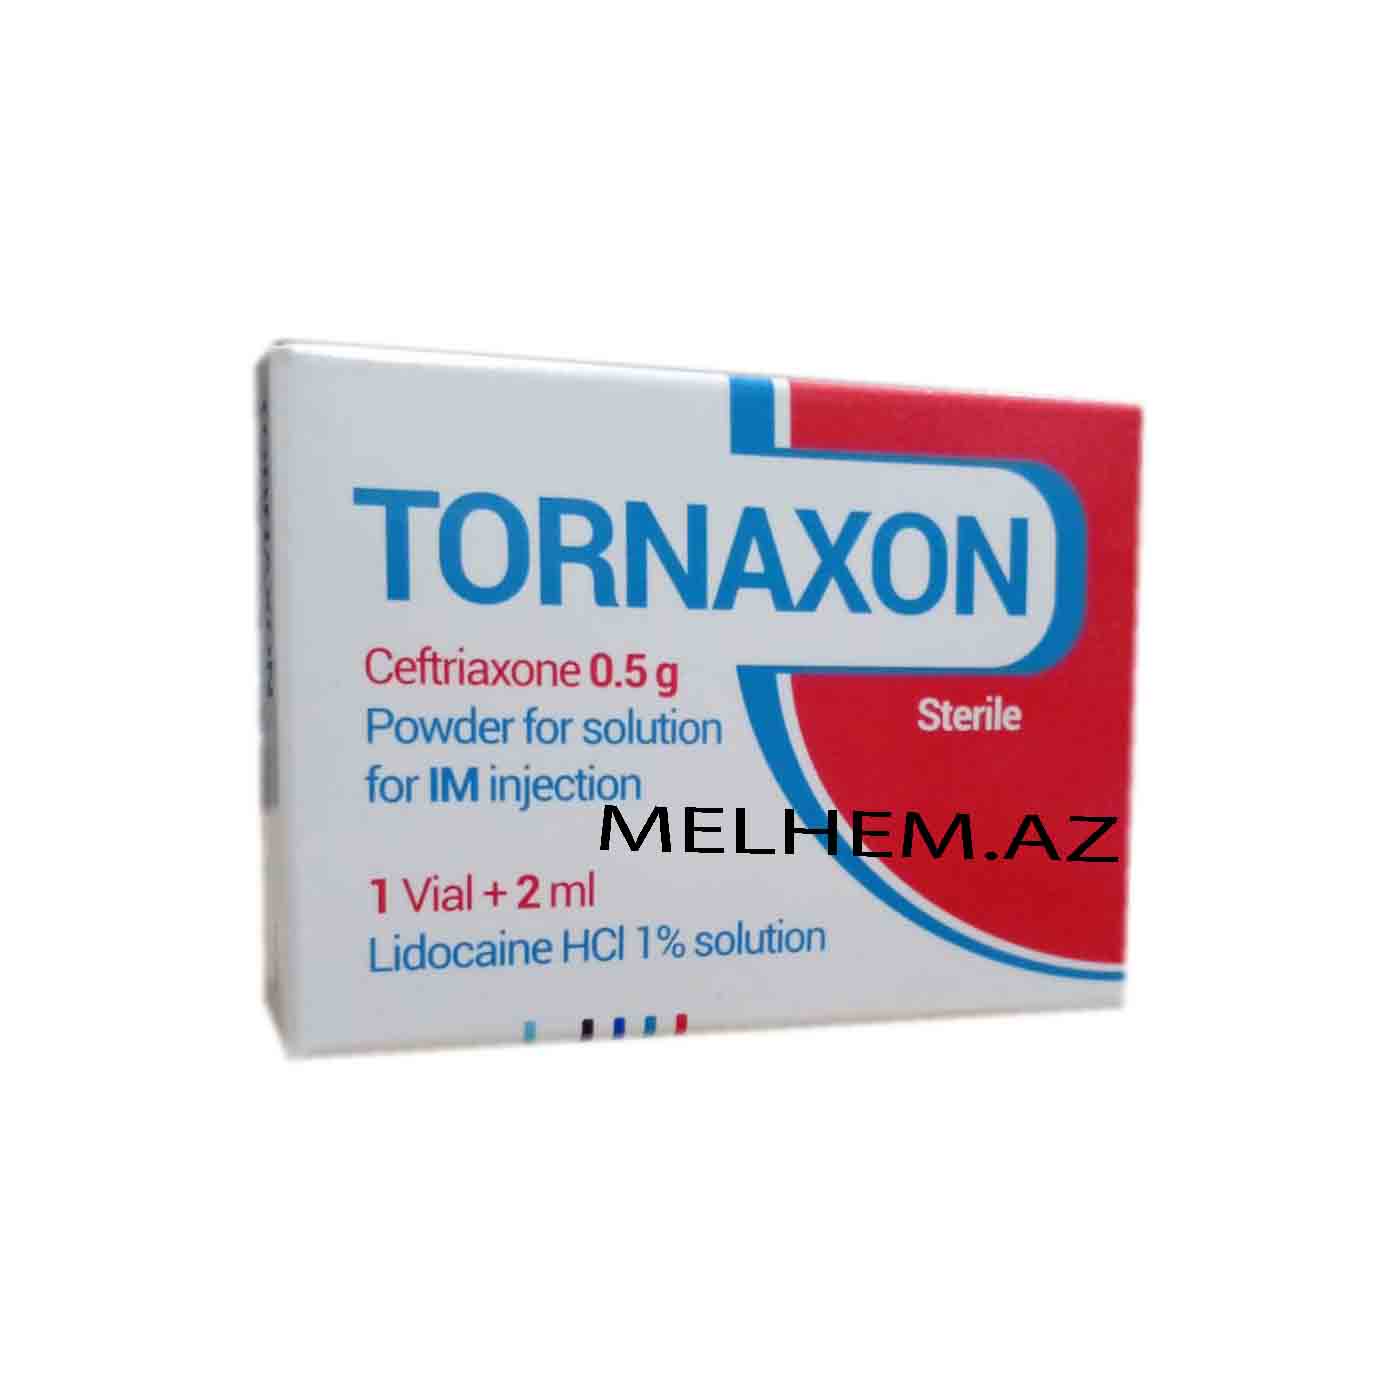 TORNAXON
Ceftriaxone 0.5 g
Powder for solution
for IM injection
Sterile
MELHEM.AZ
1 Vial + 2 ml
Lidocaine HCl 1% solution
TORNAXON